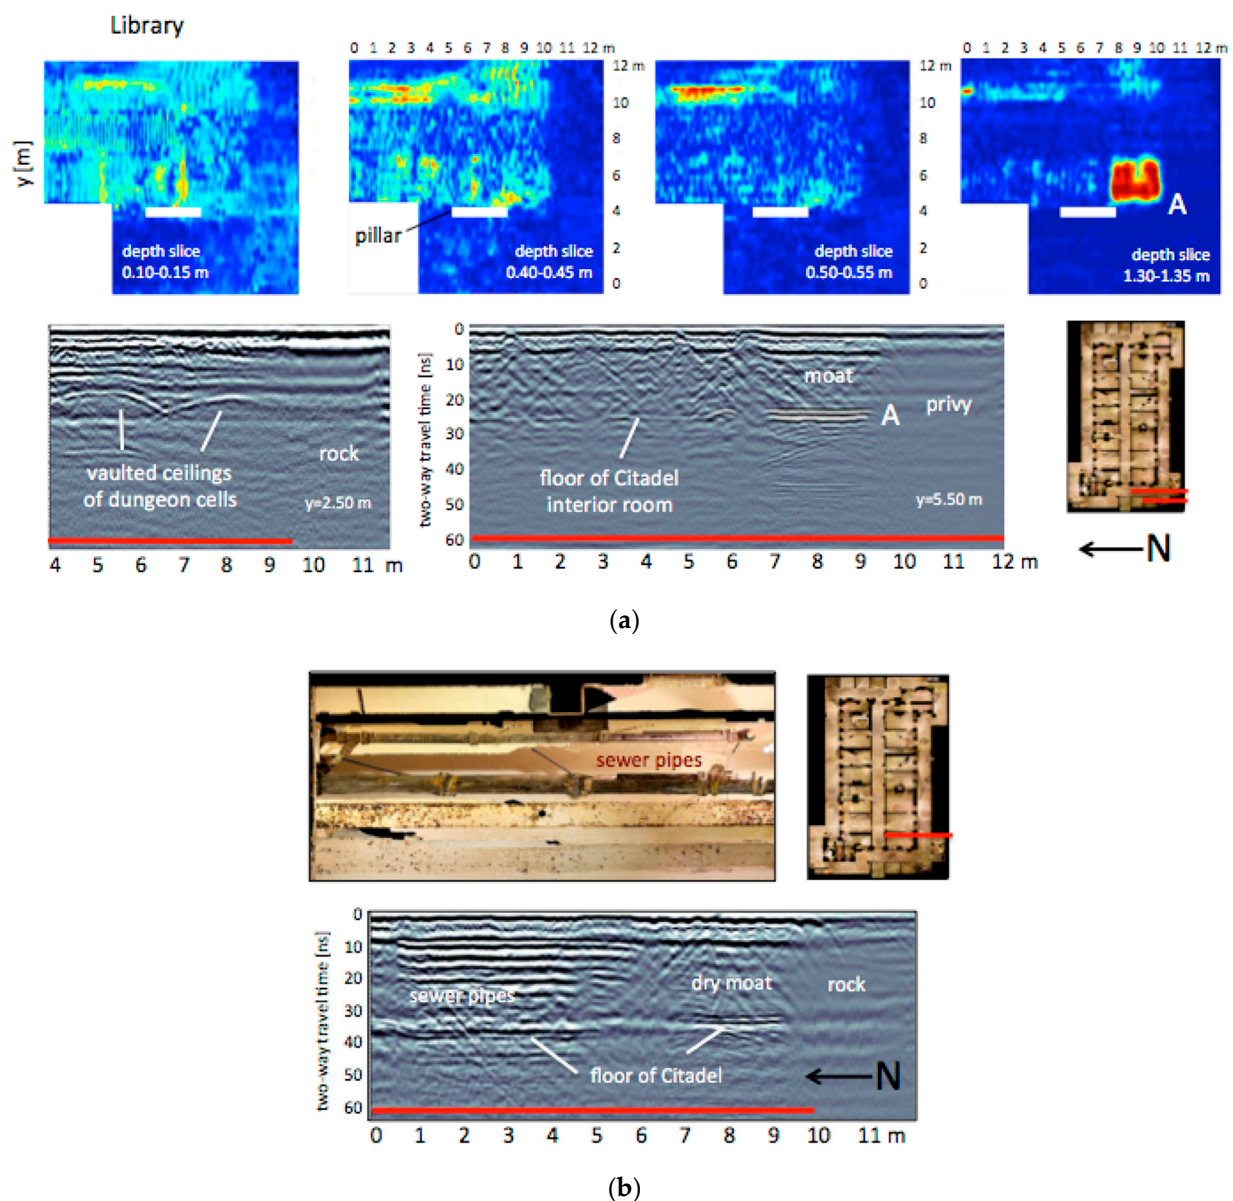 Library
0 1 2 3 4 5 6 7 8 9 10 12 m
0 1 2 3 4 5 6 7 8 9 10 12 m
0 1 2 3 4 5 6 7 8 9 10 12 m
y [m]
12 m
10
8
6
4
2
0
12 m
10
8
6
4
2
0
pillar
A
depth slice
0.10-0.15 m
depth slice
0.40-0.45 m
depth slice
0.50-0.55 m
depth slice
1.30-1.35 m
vaulted ceilings
of dungeon cells
rock
y=2.50 m
4 5 6 7 8 9 10 11 m
two-way travel time [ns]
0
10
20
30
40
50
60
moat
A
privy
floor of Citadel
interior room
y=5.50 m
0 1 2 3 4 5 6 7 8 9 10 11 12 m
N
(a)
sewer pipes
two-way travel time [ns]
0
10
20
30
40
50
60
sewer pipes
dry moat
rock
floor of Citadel
N
0 1 2 3 4 5 6 7 8 9 10 11 m
(b)